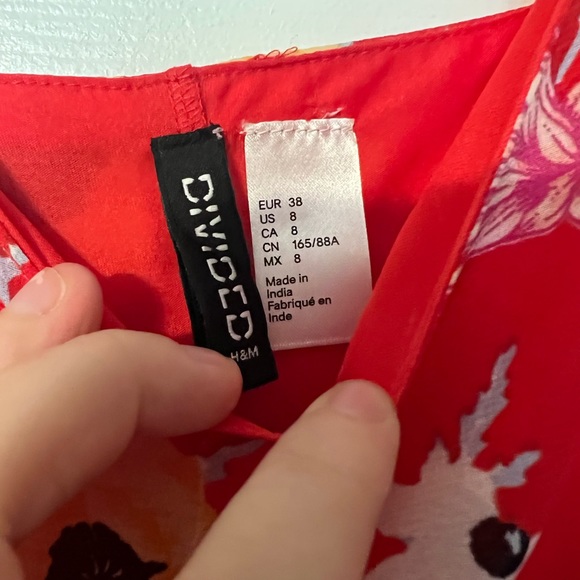 DIVIDED
H&M
EUR 38
US 8
CA 8
CN 165/88A
MX 8
Made in
India
Fabriqué en
Inde